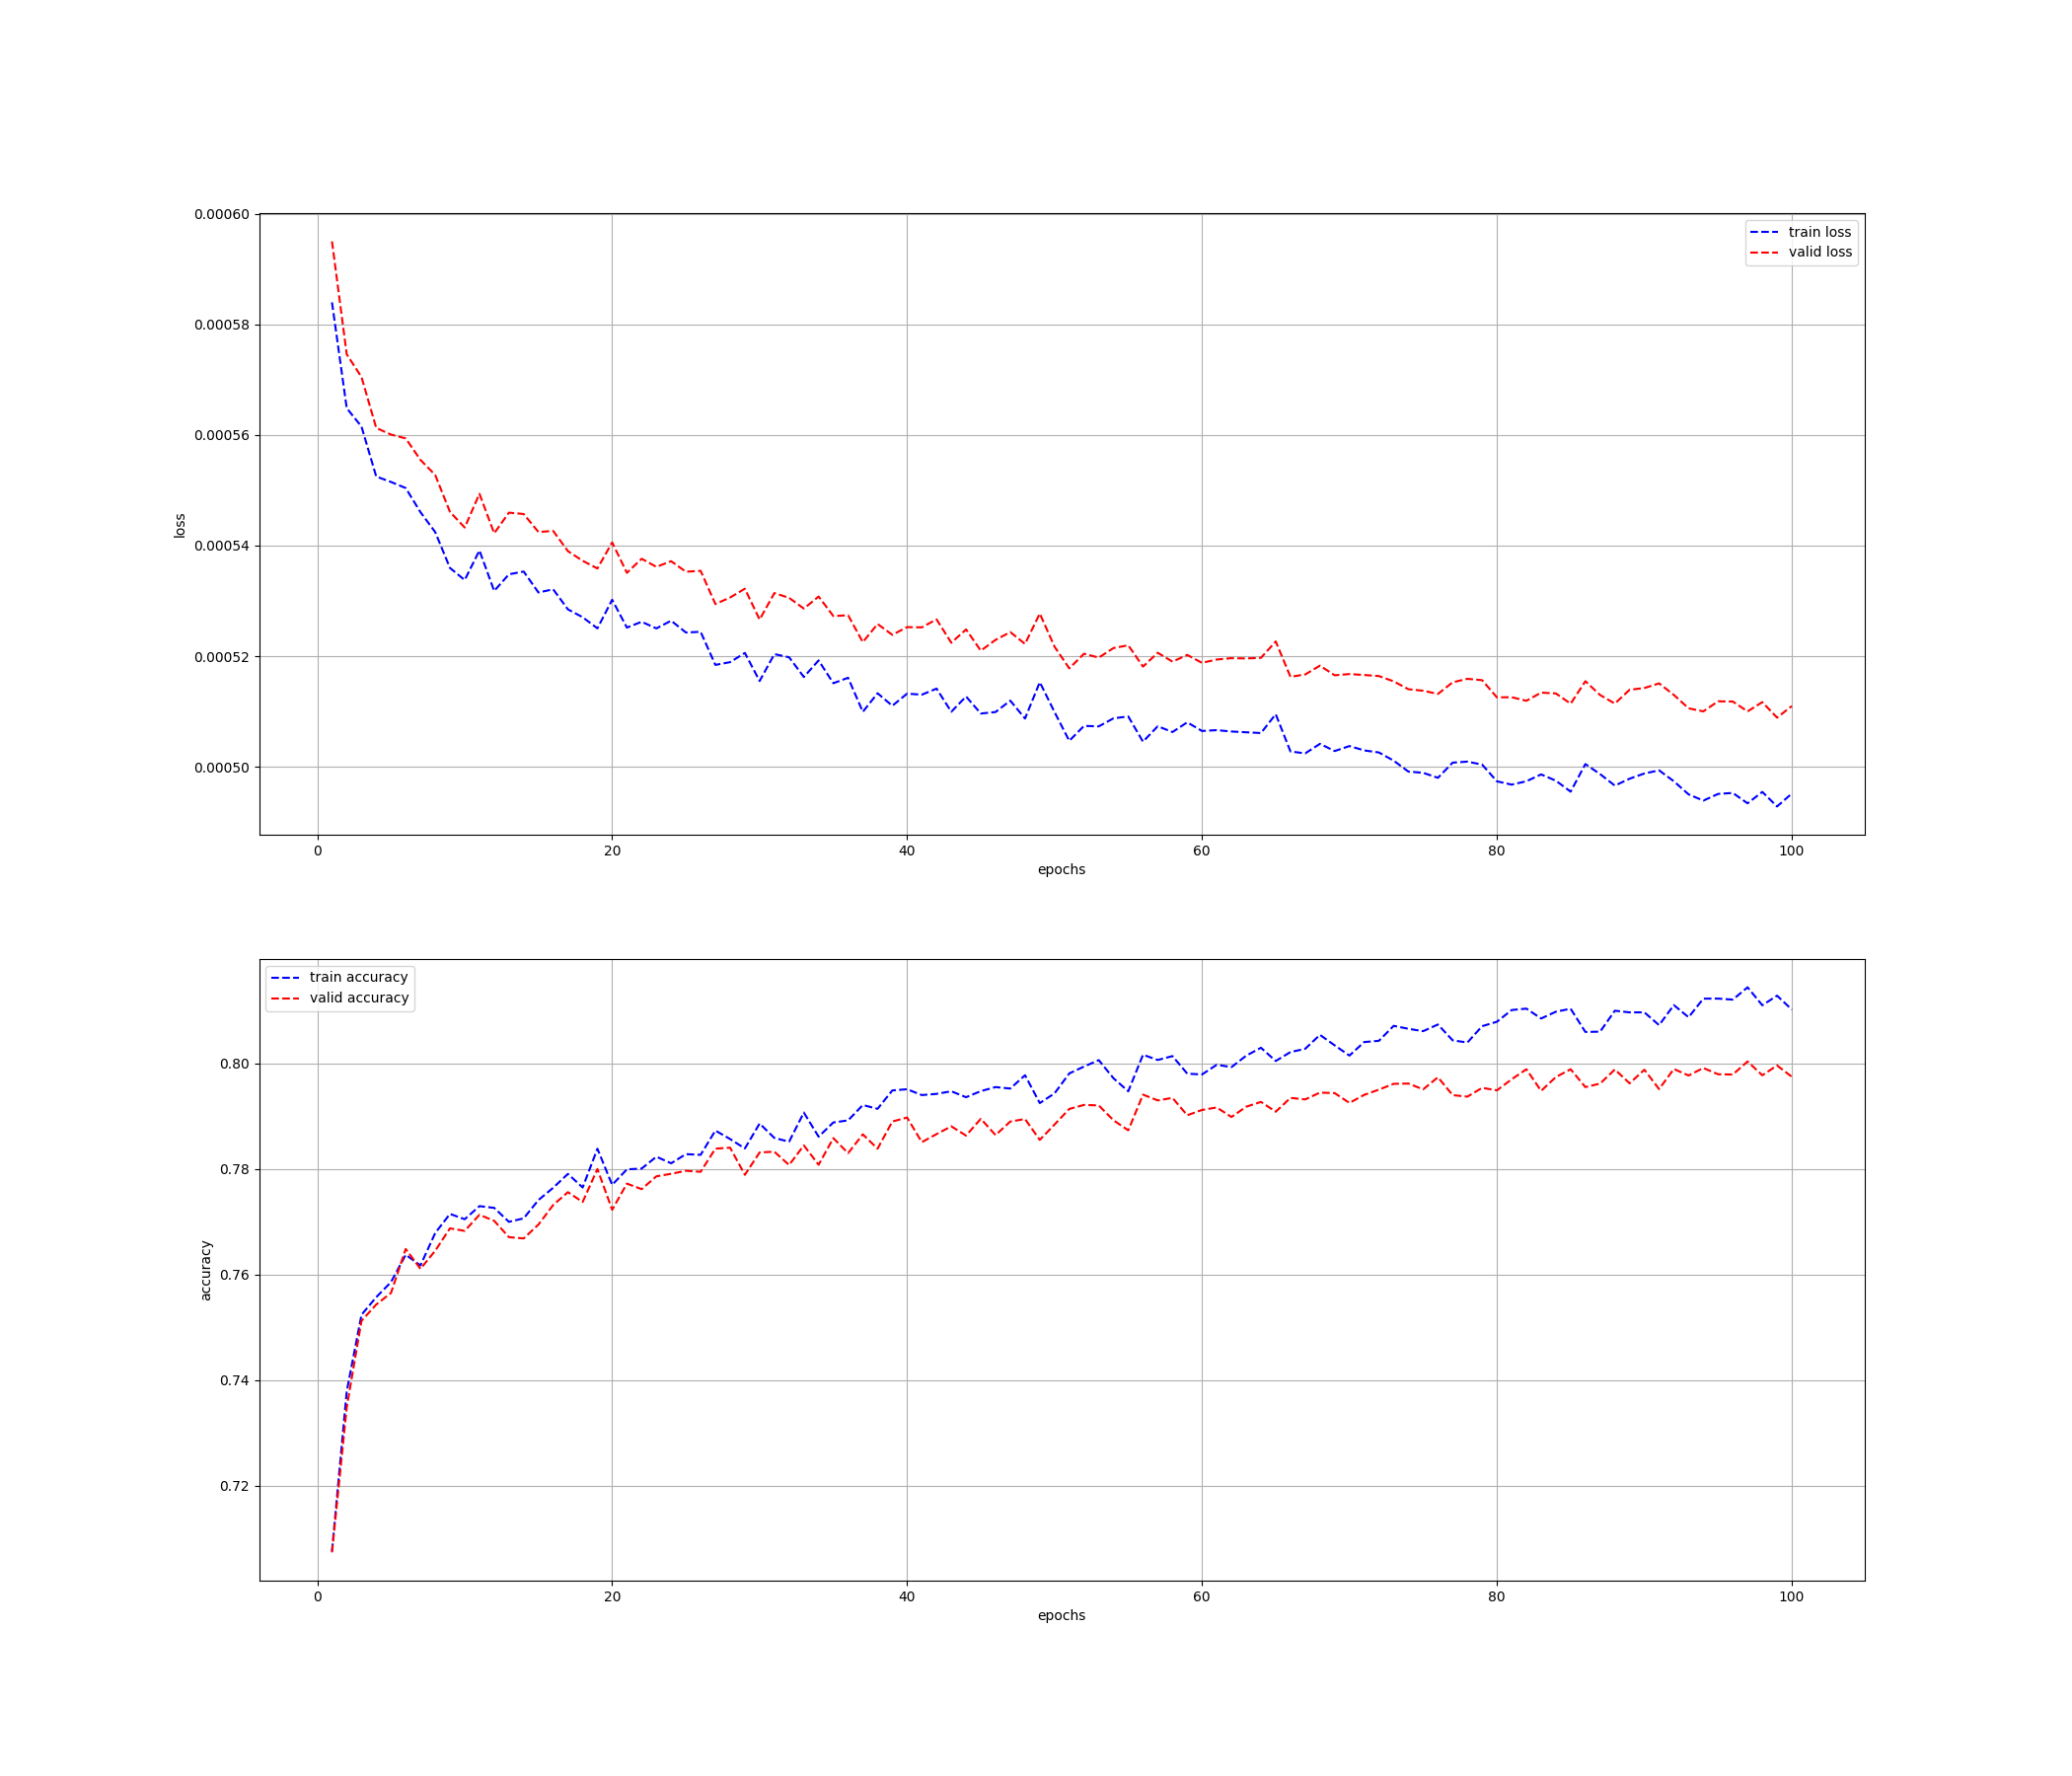 0.00060
train loss
valid loss
0.00058
0.00056
0.00054
loss
0.00052
0.00050
0 20 40 60 80 100
epochs
train accuracy
valid accuracy
0.80
0.78
0.76
accuracy
0.74
0.72
0 20 40 60 80 100
epochs